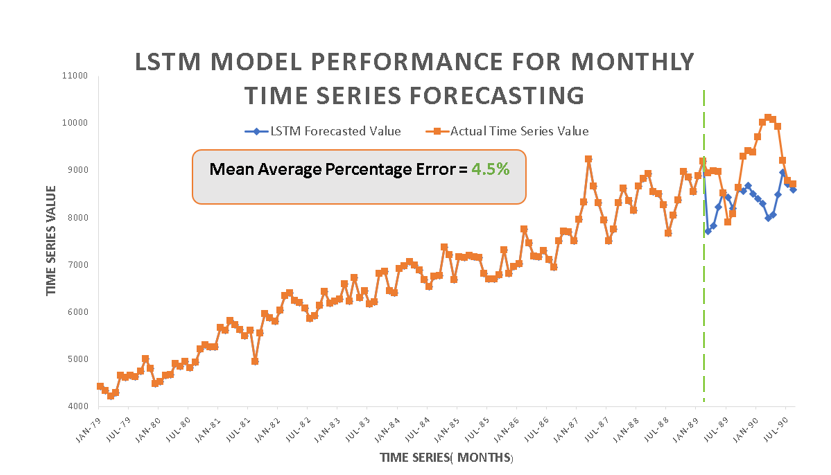 LSTM MODEL PERFORMANCE FOR MONTHLY
TIME SERIES FORECASTING
LSTM Forecasted Value Actual Time Series Value
Mean Average Percentage Error = 4.5%
TIME SERIES VALUE
11000
10000
9000
8000
7000
6000
5000
4000
JAN-79 JUL-79 JAN-80 JUL-80 JAN-81 JUL-81 JAN-82 JUL-82 JAN-83 JUL-83 JAN-84 JUL-84 JAN-85 JUL-85 JAN-86 JUL-86 JAN-87 JUL-87 JAN-88 JUL-88 JAN-89 JUL-89 JAN-90 JUL-90
TIME SERIES( MONTHS)